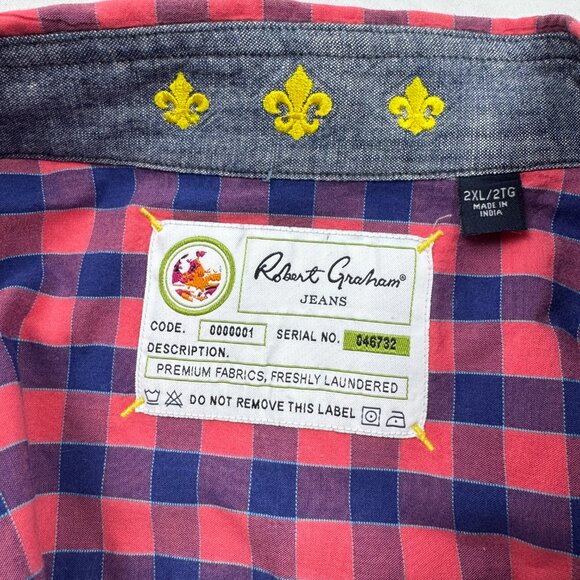 2XL/2TG
MADE IN
INDIA
Robert Graham®
JEANS
CODE. 0000001 SERIAL NO. 046732
DESCRIPTION.
PREMIUM FABRICS, FRESHLY LAUNDERED
DO NOT REMOVE THIS LABEL